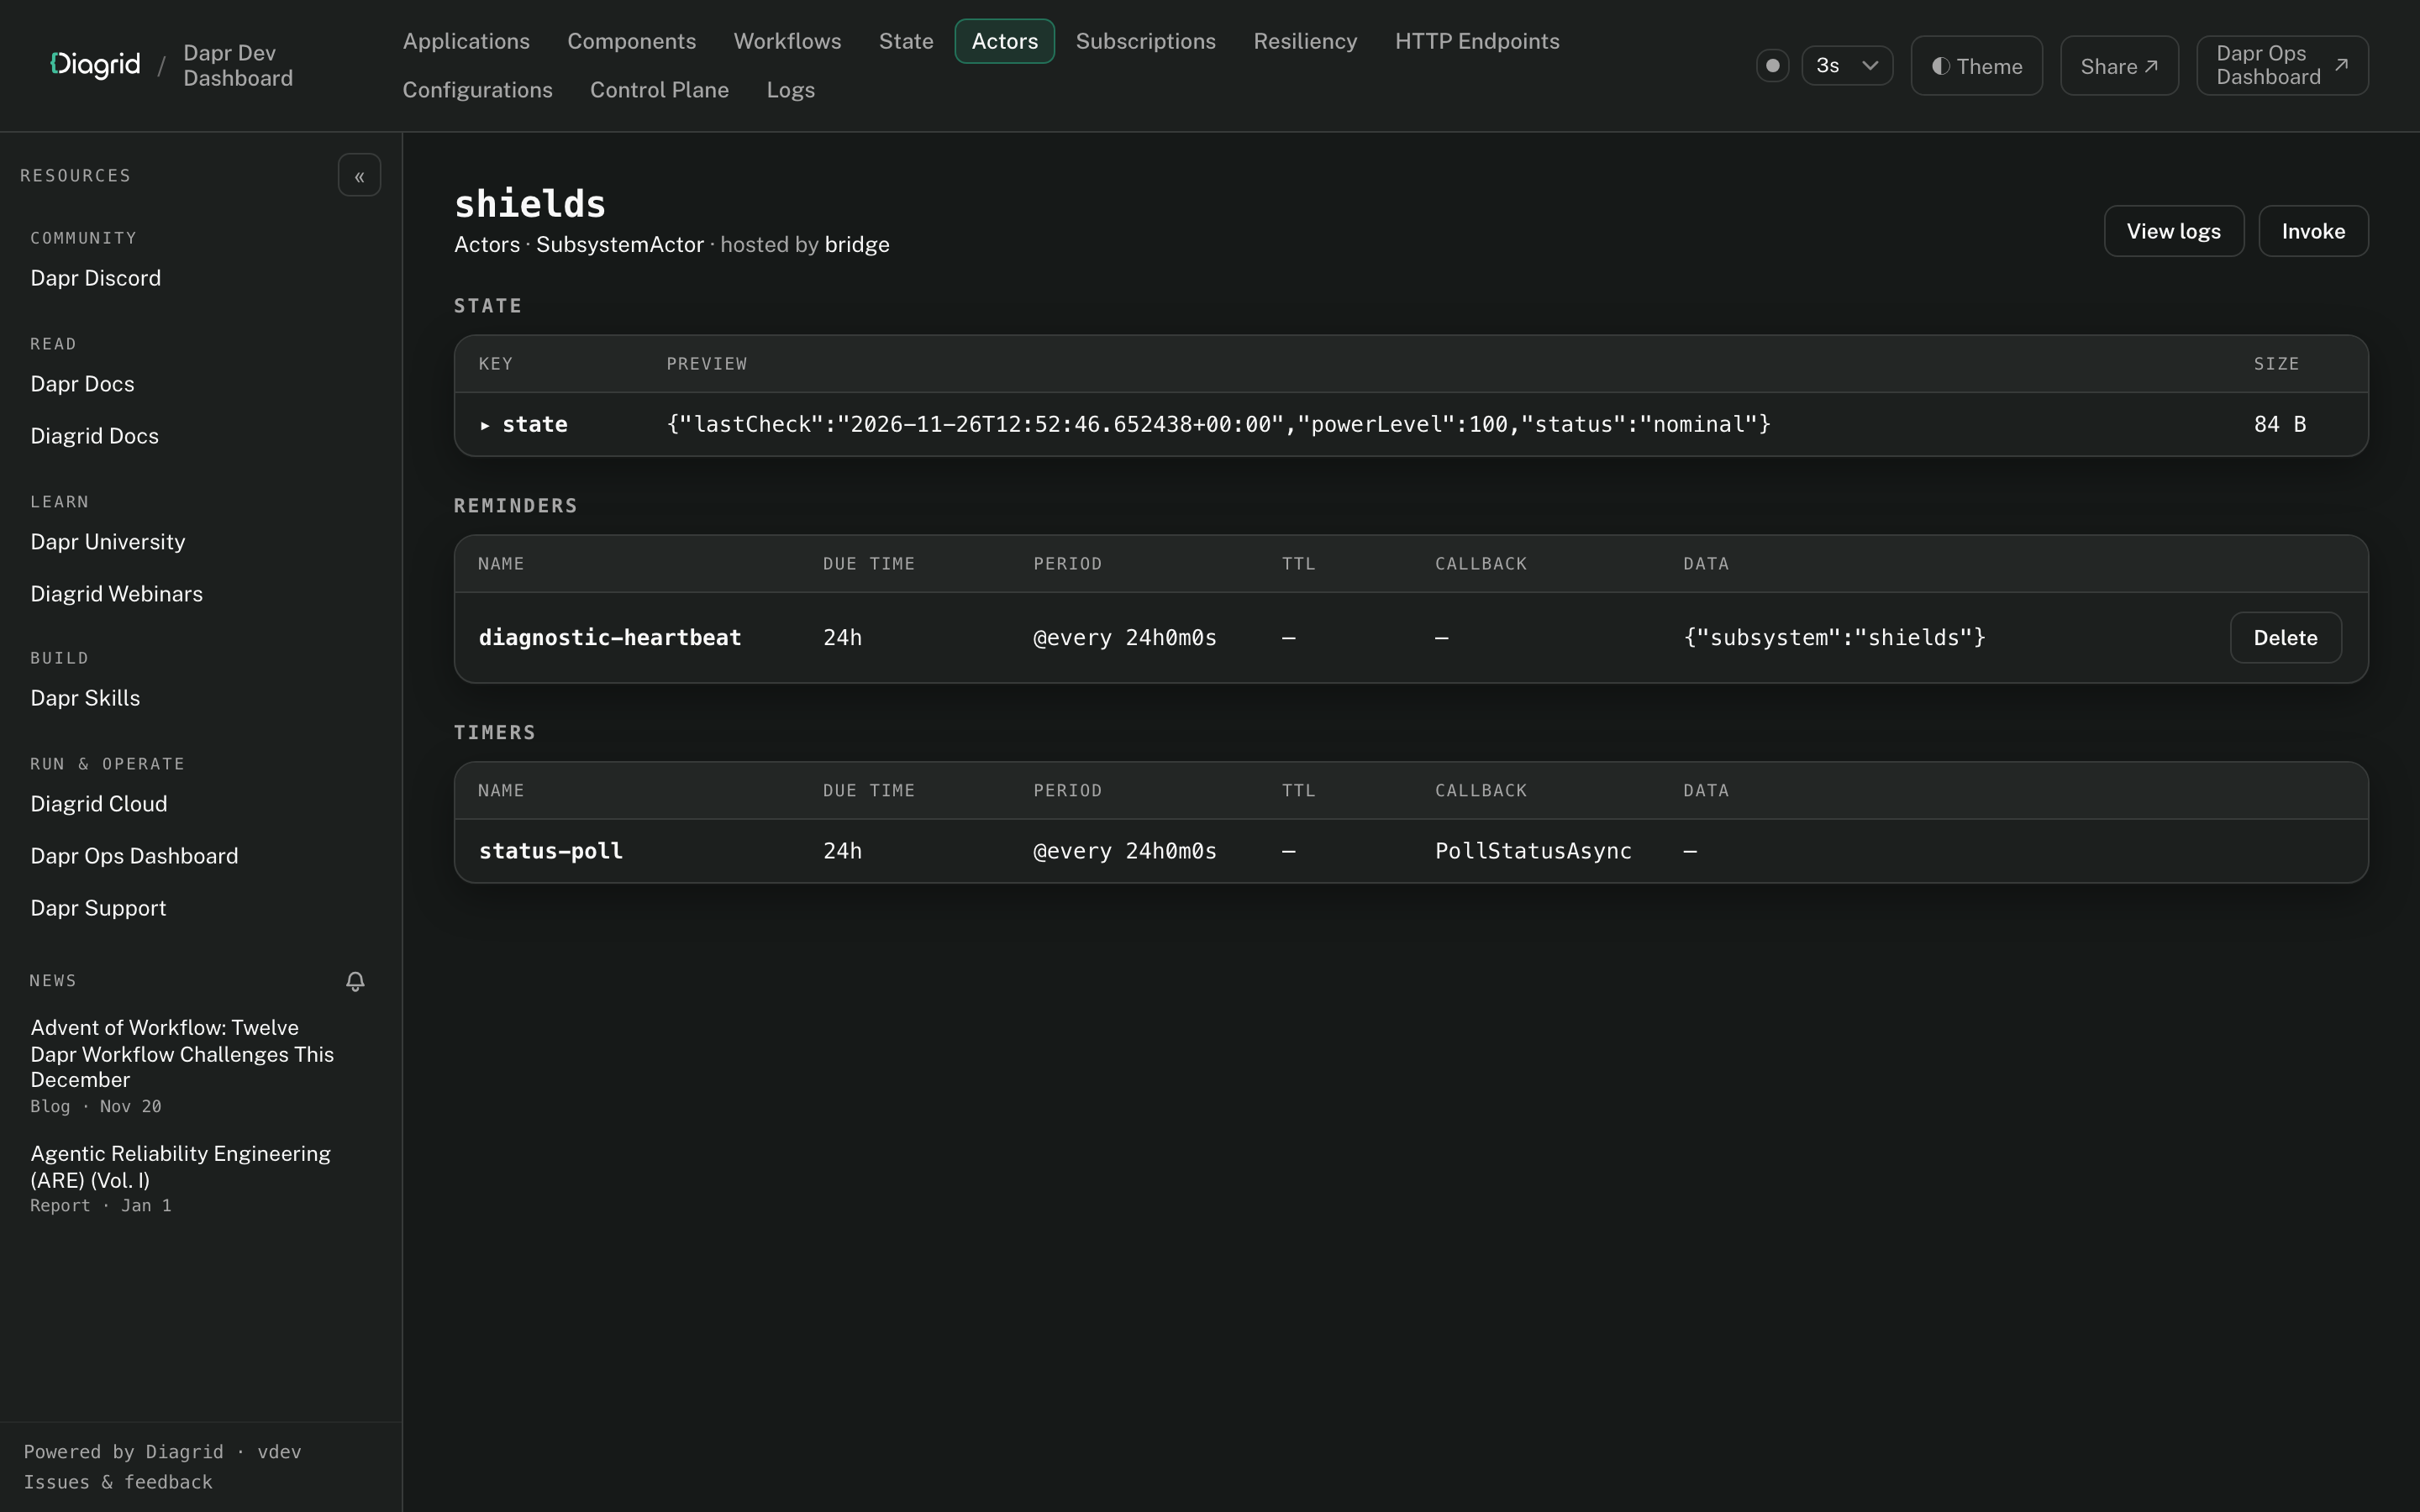 Diagrid / Dapr Dev Dashboard
Applications Components Workflows State Actors Subscriptions Resiliency HTTP Endpoints
Configurations Control Plane Logs
3s Theme Share ↗ Dapr Ops Dashboard ↗
RESOURCES «
COMMUNITY
Dapr Discord
READ
Dapr Docs
Diagrid Docs
LEARN
Dapr University
Diagrid Webinars
BUILD
Dapr Skills
RUN & OPERATE
Diagrid Cloud
Dapr Ops Dashboard
Dapr Support
NEWS
Advent of Workflow: Twelve
Dapr Workflow Challenges This
December
Blog · Nov 20
Agentic Reliability Engineering
(ARE) (Vol. I)
Report · Jan 1
Powered by Diagrid · vdev
Issues & feedback
shields
Actors · SubsystemActor · hosted by bridge
View logs Invoke
STATE
KEY PREVIEW SIZE
▸ state {"lastCheck":"2026-11-26T12:52:46.652438+00:00","powerLevel":100,"status":"nominal"} 84 B
REMINDERS
NAME DUE TIME PERIOD TTL CALLBACK DATA
diagnostic-heartbeat 24h @every 24h0m0s — — {"subsystem":"shields"} Delete
TIMERS
NAME DUE TIME PERIOD TTL CALLBACK DATA
status-poll 24h @every 24h0m0s — PollStatusAsync —